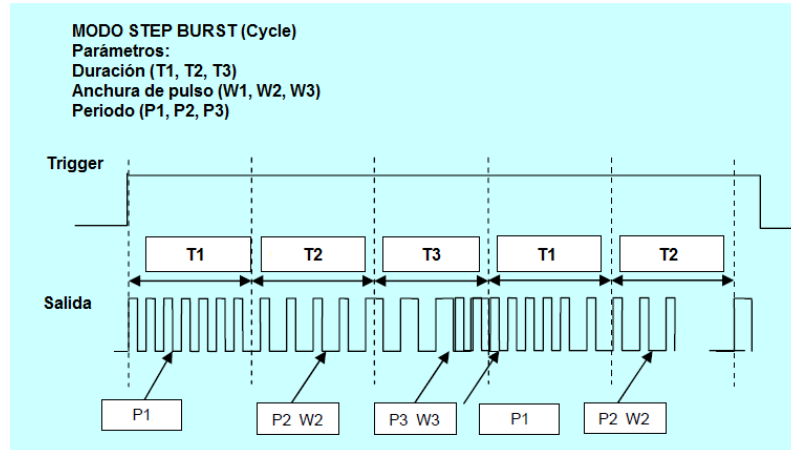 MODO STEP BURST (Cycle)
Parámetros:
Duración (T1, T2, T3)
Anchura de pulso (W1, W2, W3)
Periodo (P1, P2, P3)
Trigger
T1
T2
T3
T1
T2
Salida
P1
P2 W2
P3 W3
P1
P2 W2